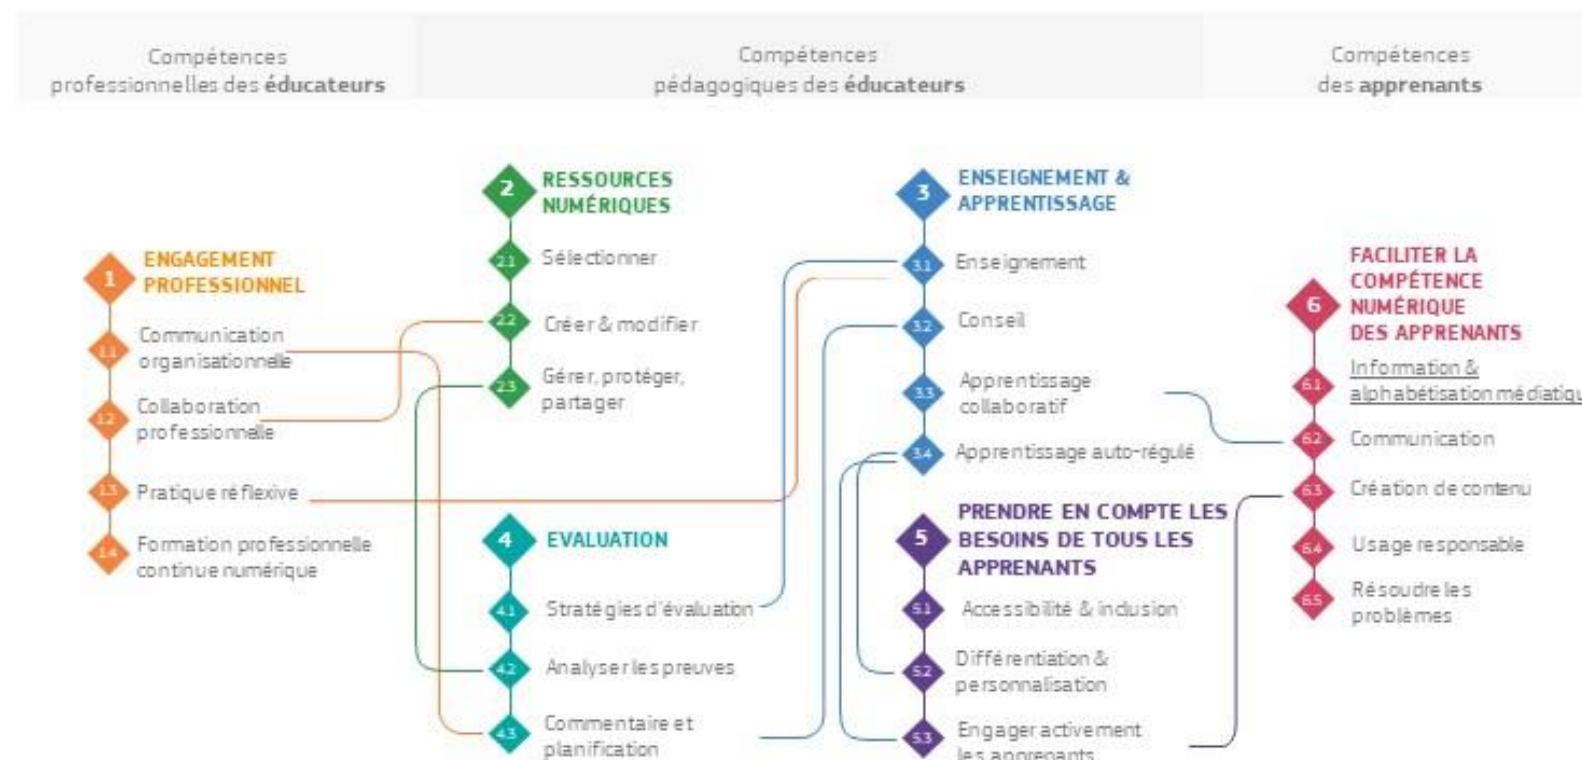 Compétences
professionnelles des éducateurs
Compétences
pédagogiques des éducateurs
Compétences
des apprenants
1
ENGAGEMENT
PROFESSIONNEL
1.1
Communication
organisationnelle
1.2
Collaboration
professionnelle
1.3
Pratique réflexive
1.4
Formation professionnelle
continue numérique
2
RESSOURCES
NUMÉRIQUES
2.1
Sélectionner
2.2
Créer & modifier
2.3
Gérer, protéger,
partager
4
EVALUATION
4.1
Stratégies d'évaluation
4.2
Analyser les preuves
4.3
Commentaire et
planification
3
ENSEIGNEMENT &
APPRENTISSAGE
3.1
Enseignement
3.2
Conseil
3.3
Apprentissage
collaboratif
3.4
Apprentissage auto-régulé
5
PRENDRE EN COMPTE LES
BESOINS DE TOUS LES
APPRENANTS
5.1
Accessibilité & inclusion
5.2
Différentiation &
personnalisation
5.3
Engager activement
les apprenants
6
FACILITER LA
COMPÉTENCE
NUMÉRIQUE
DES APPRENANTS
6.1
Information &
alphabétisation médiatiqu
6.2
Communication
6.3
Création de contenu
6.4
Usage responsable
6.5
Résoudre les
problèmes